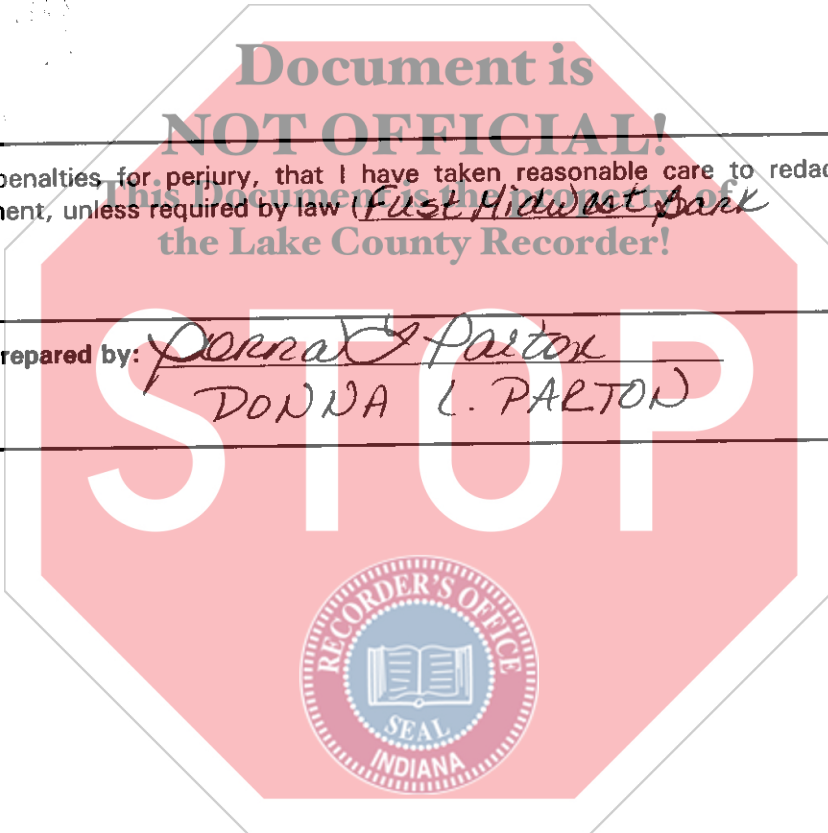 Document is
NOT OFFICIAL!
penalties for perjury, that I have taken reasonable care to redac
This Document is the property of
ment, unless required by law (First Midwest Bank
the Lake County Recorder!
repared by: Donna L Parton
DONNA L. PARTON
STOP
RECORDER'S OFFICE
SEAL
INDIANA